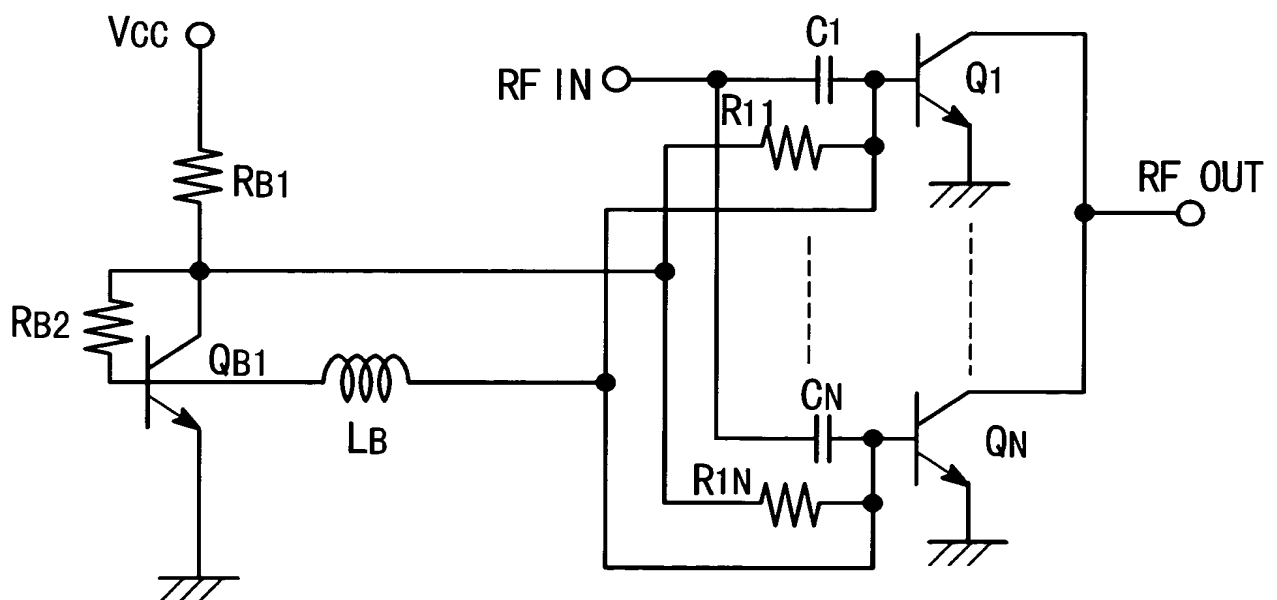 VCC
RB1
RB2
QB1
LB
RF IN
C1
R11
Q1
RF OUT
CN
R1N
QN